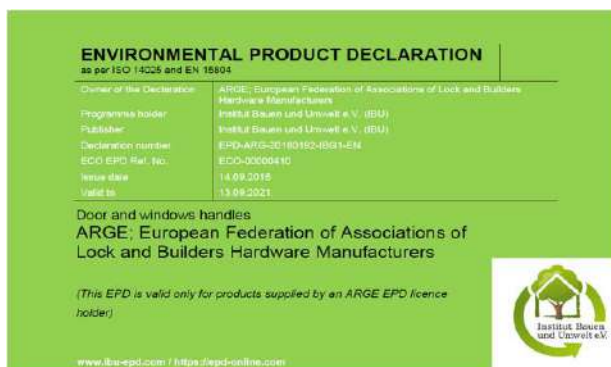 ENVIRONMENTAL PRODUCT DECLARATION
as per ISO 14025 and EN 15804
Owner of the Declaration ARGE; European Federation of Associations of Lock and Builders
Hardware Manufacturers
Programme holder Institut Bauen und Umwelt e.V. (IBU)
Publisher Institut Bauen und Umwelt e.V. (IBU)
Declaration number EPD-ARG-20160192-IBG1-EN
ECO EPD Ref. No. ECO-00000410
Issue date 14.09.2016
Valid to 13.09.2021
Door and windows handles
ARGE; European Federation of Associations of
Lock and Builders Hardware Manufacturers
(This EPD is valid only for products supplied by an ARGE EPD licence
holder)
www.ibu-epd.com / https://epd-online.com
Institut Bauen
und Umwelt e.V.